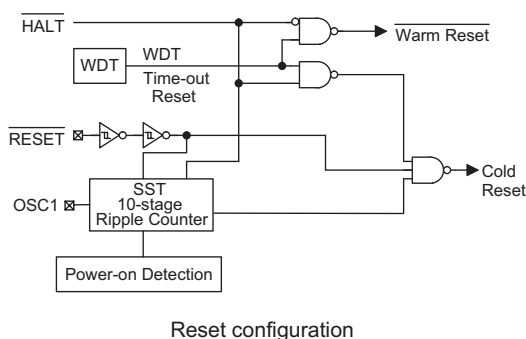 HALT
Warm Reset
WDT
WDT
Time-out
Reset
RESET
Cold
Reset
OSC1
SST
10-stage
Ripple Counter
Power-on Detection
Reset configuration